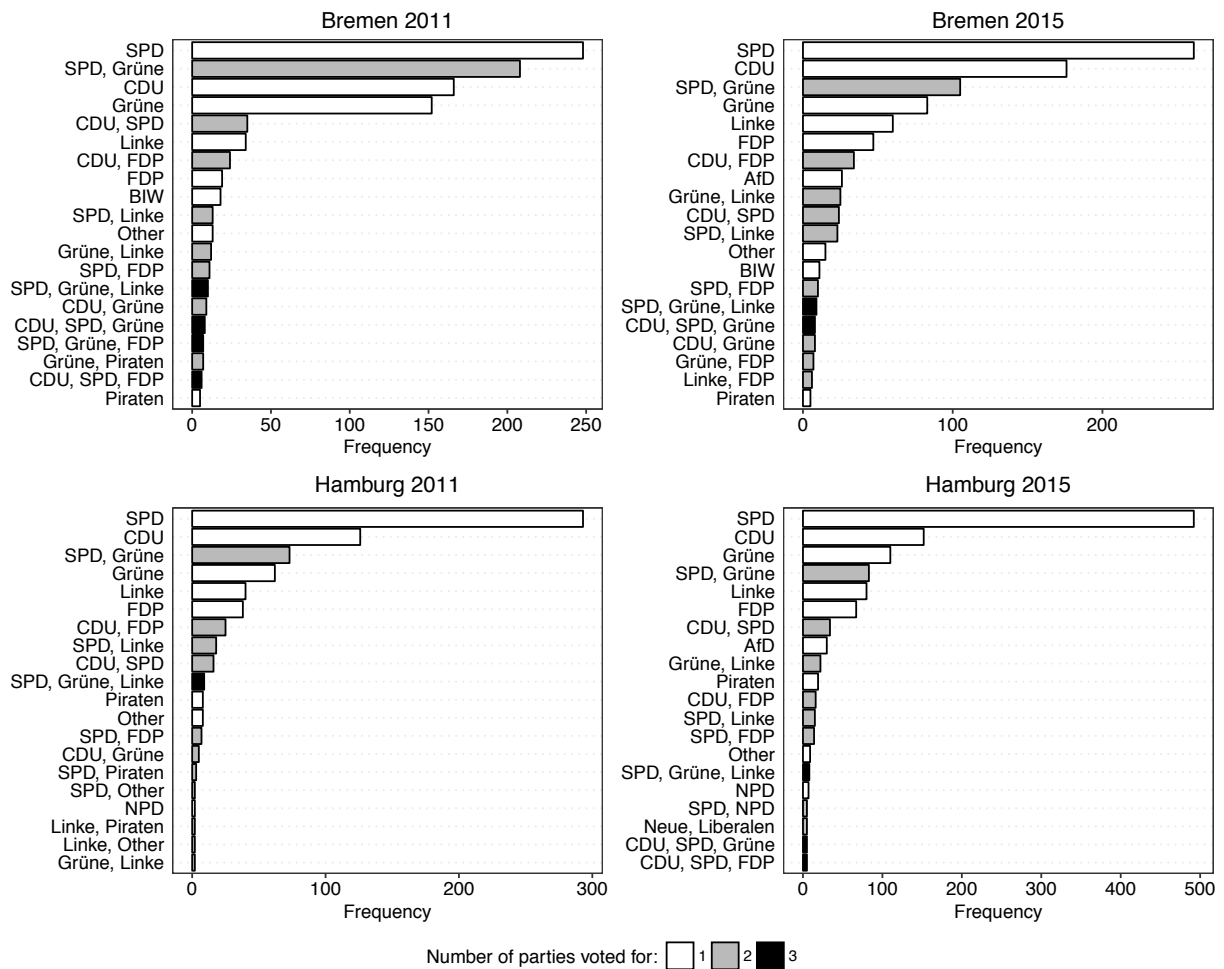 Bremen 2011
SPD
SPD, Grüne
CDU
Grüne
CDU, SPD
Linke
CDU, FDP
FDP
BIW
SPD, Linke
Other
Grüne, Linke
SPD, FDP
SPD, Grüne, Linke
CDU, Grüne
CDU, SPD, Grüne
SPD, Grüne, FDP
Grüne, Piraten
CDU, SPD, FDP
Piraten
0 50 100 150 200 250
Frequency
Bremen 2015
SPD
CDU
SPD, Grüne
Grüne
Linke
FDP
CDU, FDP
AfD
Grüne, Linke
CDU, SPD
SPD, Linke
Other
BIW
SPD, FDP
SPD, Grüne, Linke
CDU, SPD, Grüne
CDU, Grüne
Grüne, FDP
Linke, FDP
Piraten
0 100 200
Frequency
Hamburg 2011
SPD
CDU
SPD, Grüne
Grüne
Linke
FDP
CDU, FDP
SPD, Linke
CDU, SPD
SPD, Grüne, Linke
Piraten
Other
SPD, FDP
CDU, Grüne
SPD, Piraten
SPD, Other
NPD
Linke, Piraten
Linke, Other
Grüne, Linke
0 100 200 300
Frequency
Hamburg 2015
SPD
CDU
Grüne
SPD, Grüne
Linke
FDP
CDU, SPD
AfD
Grüne, Linke
Piraten
CDU, FDP
SPD, Linke
SPD, FDP
Other
SPD, Grüne, Linke
NPD
SPD, NPD
Neue, Liberalen
CDU, SPD, Grüne
CDU, SPD, FDP
0 100 200 300 400 500
Frequency
Number of parties voted for: 1 2 3